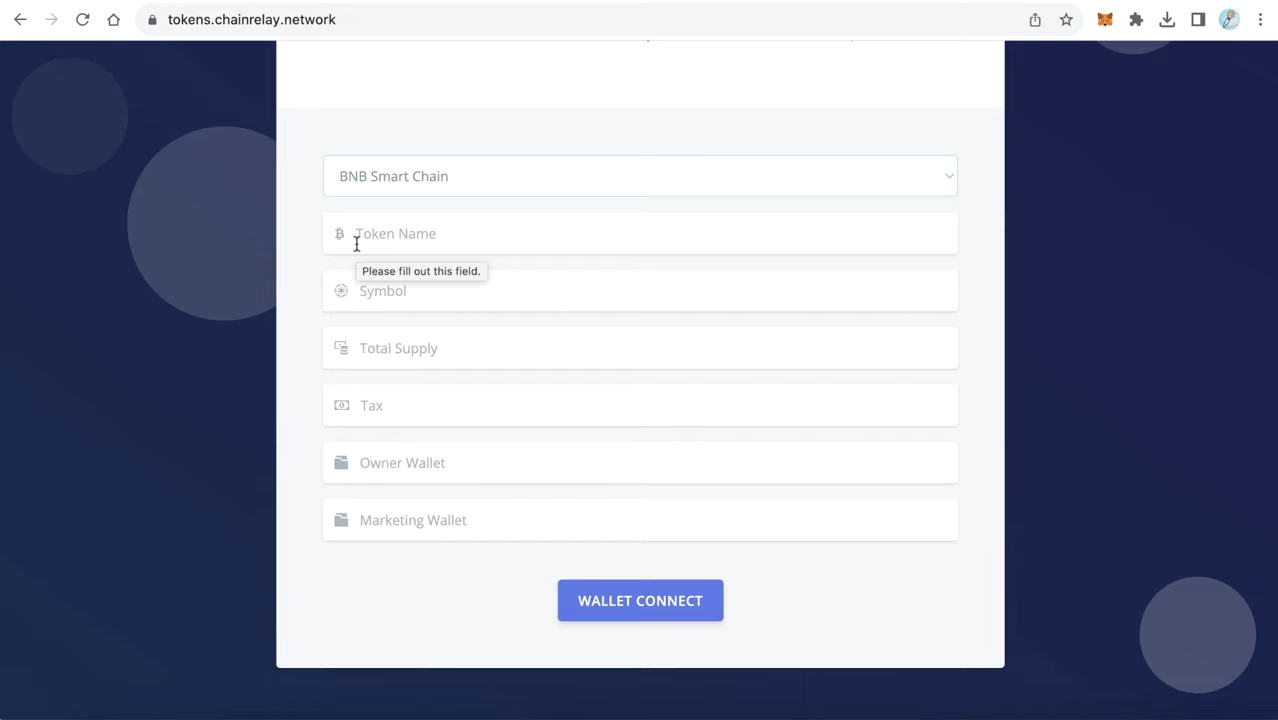 tokens.chainrelay.network
BNB Smart Chain
Token Name
Please fill out this field.
Symbol
Total Supply
Tax
Owner Wallet
Marketing Wallet
WALLET CONNECT